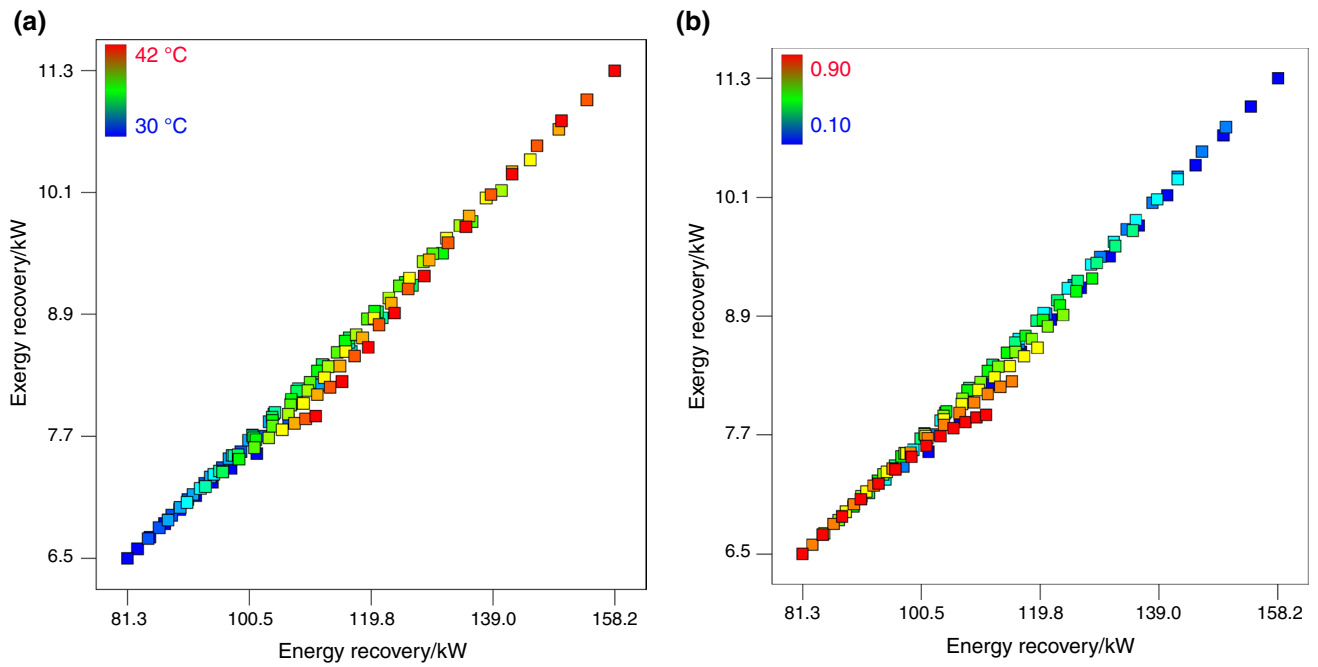 (a)
42 °C
30 °C
11.3
10.1
8.9
7.7
6.5
Exergy recovery/kW
81.3 100.5 119.8 139.0 158.2
Energy recovery/kW
(b)
0.90
0.10
11.3
10.1
8.9
7.7
6.5
Exergy recovery/kW
81.3 100.5 119.8 139.0 158.2
Energy recovery/kW